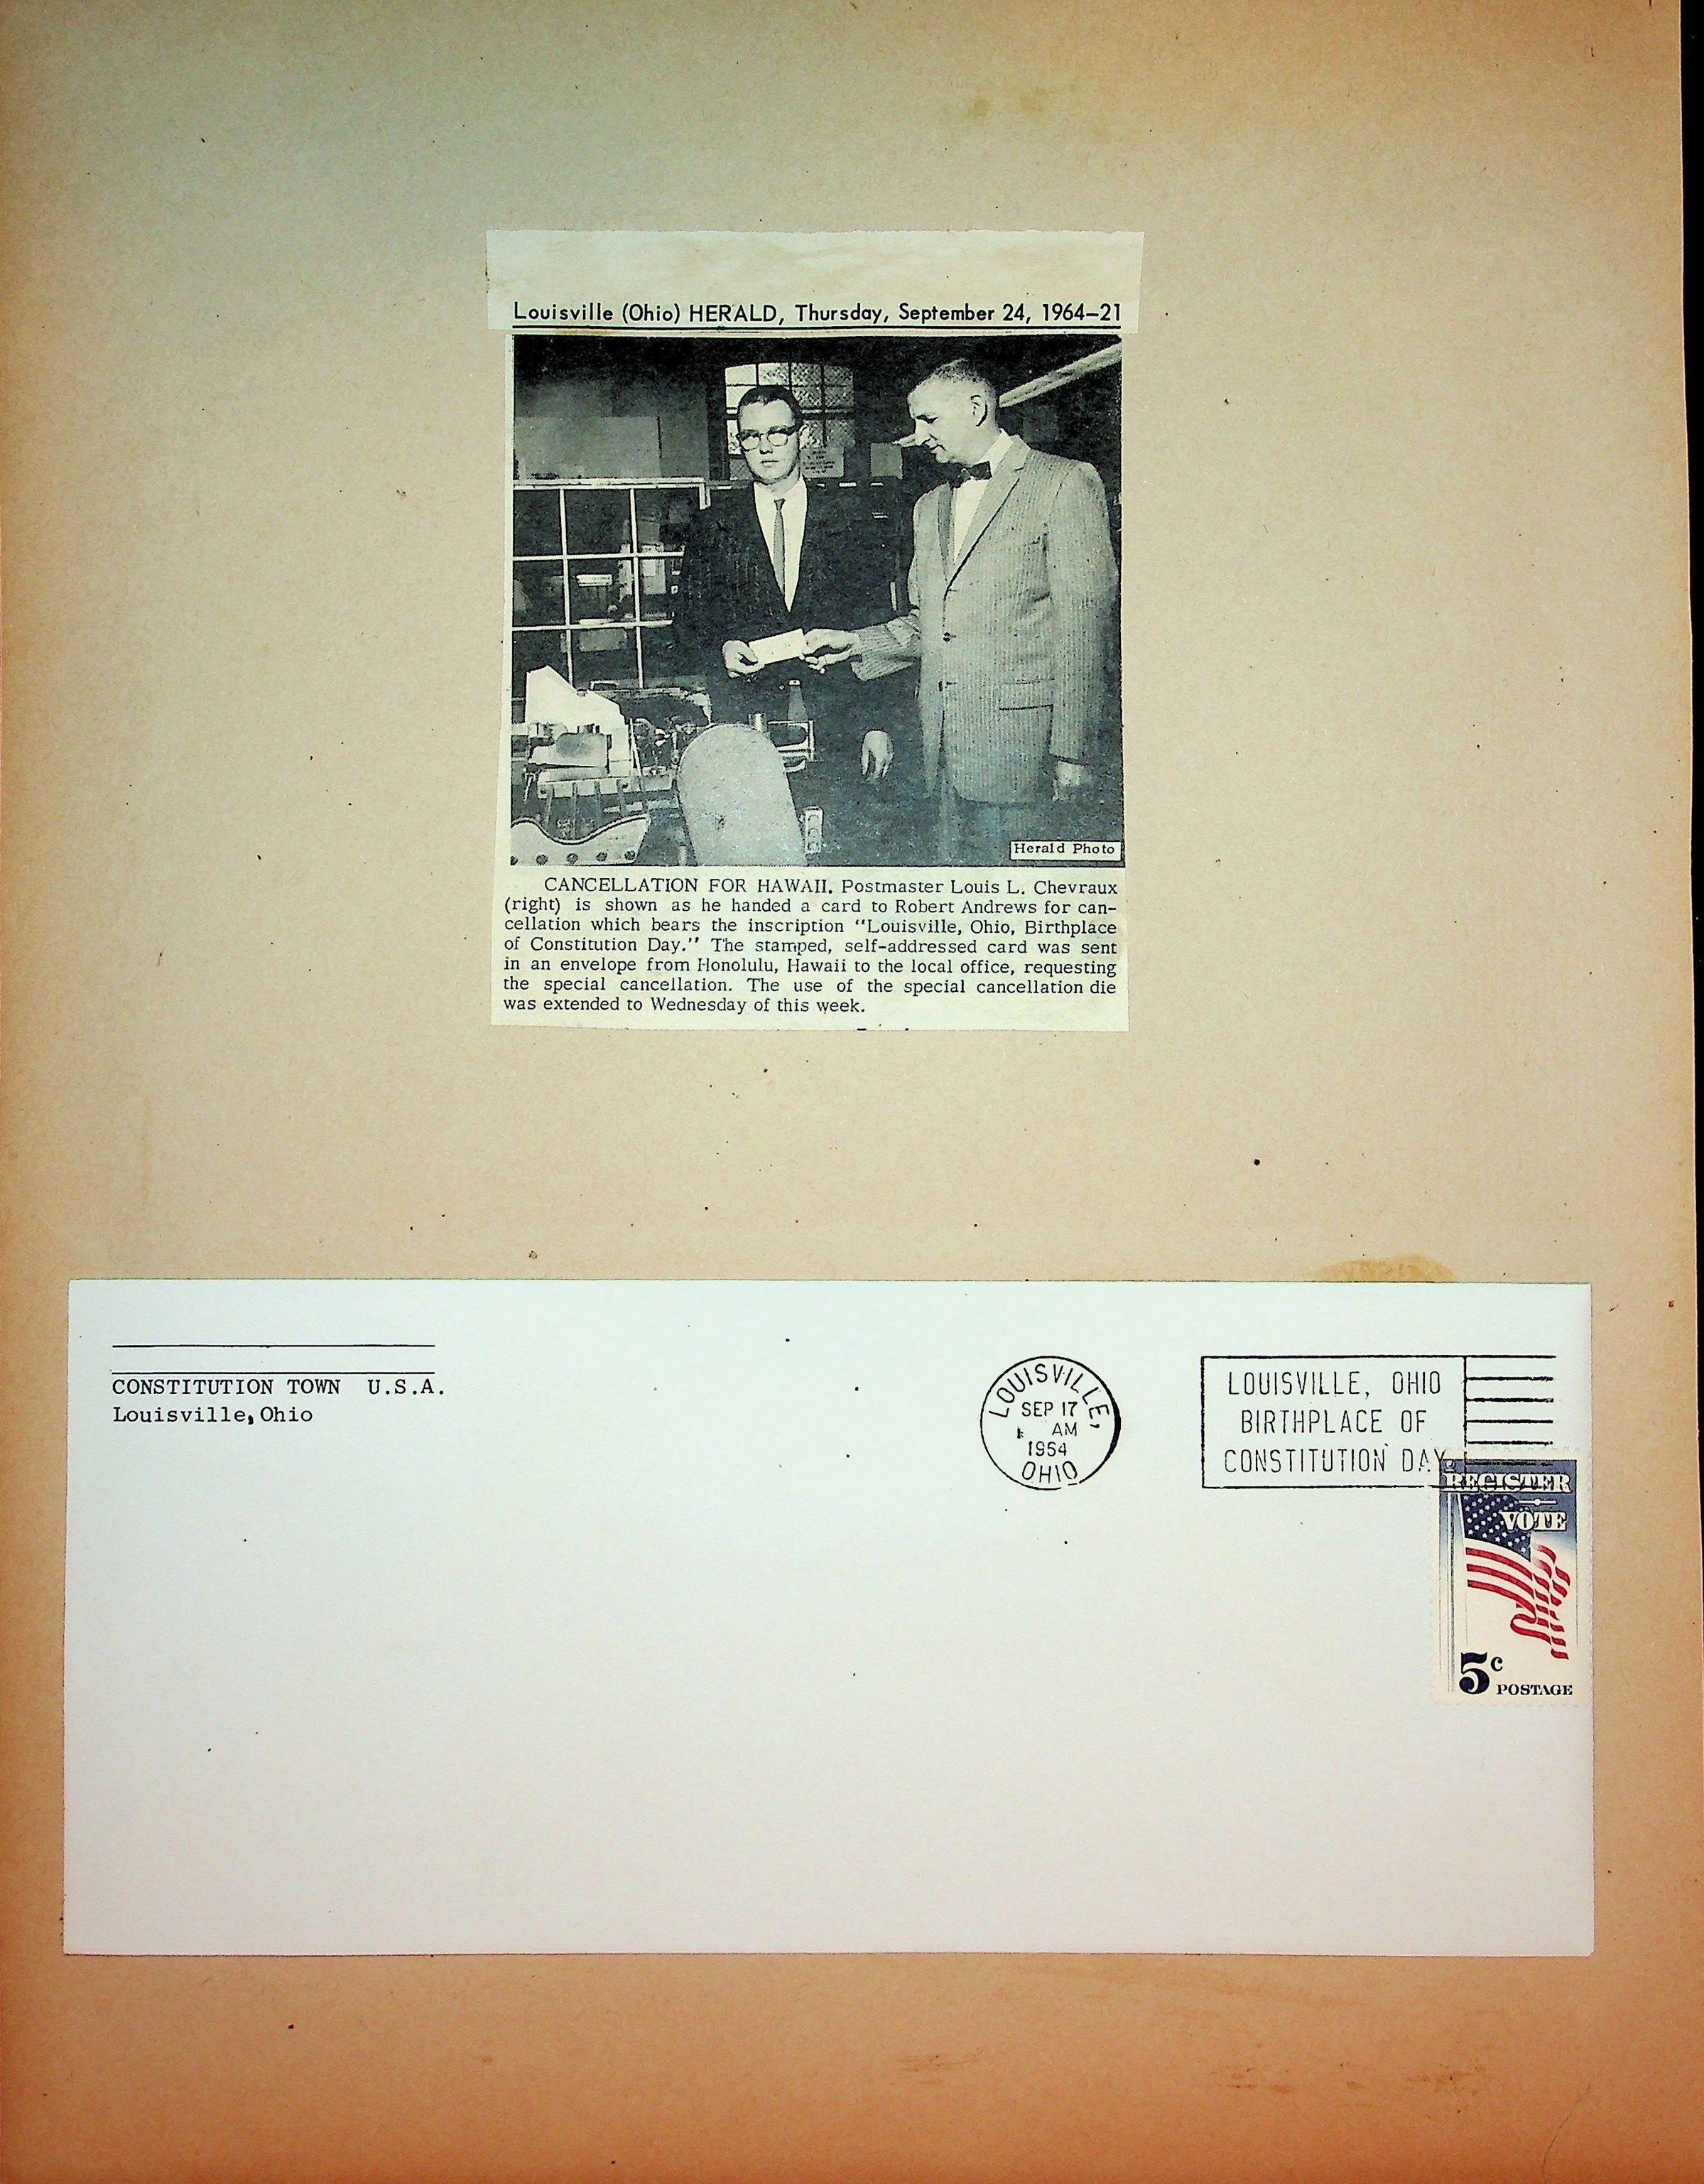 Louisville (Ohio) HERALD, Thursday, September 24, 1964—21
Herald Photo
CANCELLATION FOR HAWAII. Postmaster Louis L. Chevraux
(right) is shown as he handed a card to Robert Andrews for can-
cellation which bears the inscription "Louisville, Ohio, Birthplace
of Constitution Day." The stamped, self-addressed card was sent
in an envelope from Honolulu, Hawaii to the local office, requesting
the special cancellation. The use of the special cancellation die
was extended to Wednesday of this week.
CONSTITUTION TOWN U.S.A.
Louisville, Ohio
LOUISVILLE,
SEP 17
AM
1964
OHIO
LOUISVILLE, OHIO
BIRTHPLACE OF
CONSTITUTION DAY
REGISTER
VOTE
5c POSTAGE